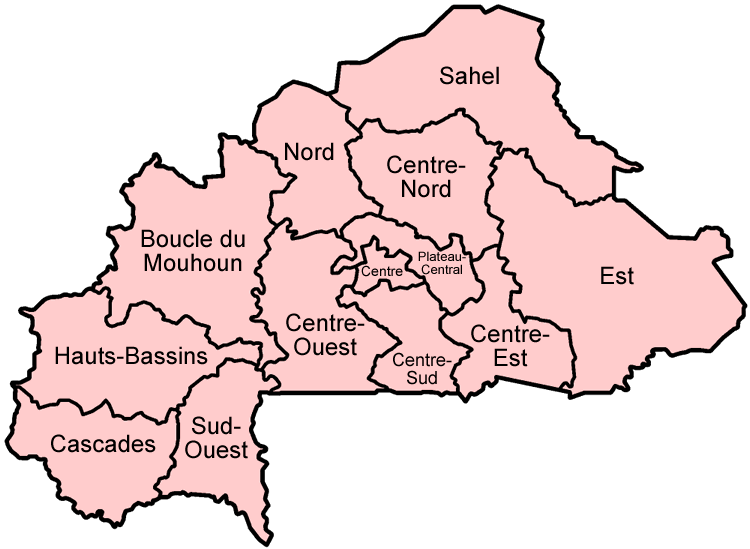 Sahel
Nord
Centre-
Nord
Boucle du
Mouhoun
Plateau-
Central
Centre
Est
Centre-
Ouest
Centre-
Est
Hauts-Bassins
Centre-
Sud
Cascades
Sud-
Ouest